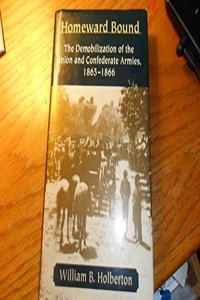 Homeward Bound
The Demobilization of the
Union and Confederate Armies,
1865–1866
William B. Holberton